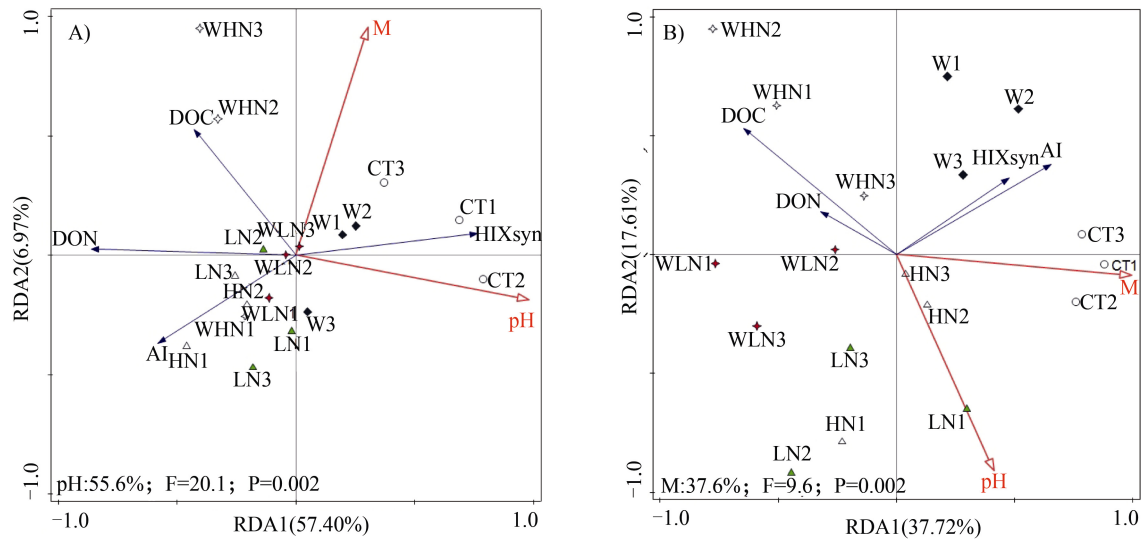 A)
1.0
WHN3
M
WHN2
DOC
CT3
CT1
W2
W1
WLN3
HIXsyn
DON
LN2
WLN2
CT2
LN3
HN2
pH
WLN1
W3
WHN1
LN1
AI
HN1
LN3
RDA2(6.97%)
-1.0
pH:55.6%; F=20.1; P=0.002
-1.0
RDA1(57.40%)
1.0
B)
1.0
WHN2
W1
W2
WHN1
DOC
HIXsyn
AI
W3
WHN3
DON
CT3
WLN1
WLN2
CT1
HN3
M
HN2
CT2
WLN3
LN3
LN1
HN1
LN2
pH
RDA2(17.61%)
-1.0
M:37.6%; F=9.6; P=0.002
-1.0
RDA1(37.72%)
1.0